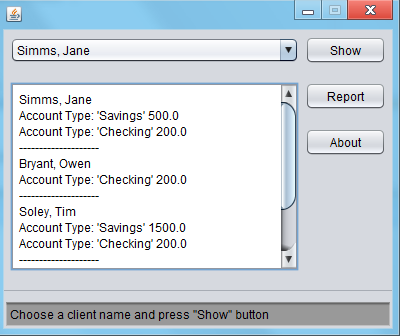 Simms, Jane
Show
Simms, Jane
Account Type: 'Savings' 500.0
Account Type: 'Checking' 200.0
--------------------
Bryant, Owen
Account Type: 'Checking' 200.0
--------------------
Soley, Tim
Account Type: 'Savings' 1500.0
Account Type: 'Checking' 200.0
--------------------
Report
About
Choose a client name and press "Show" button